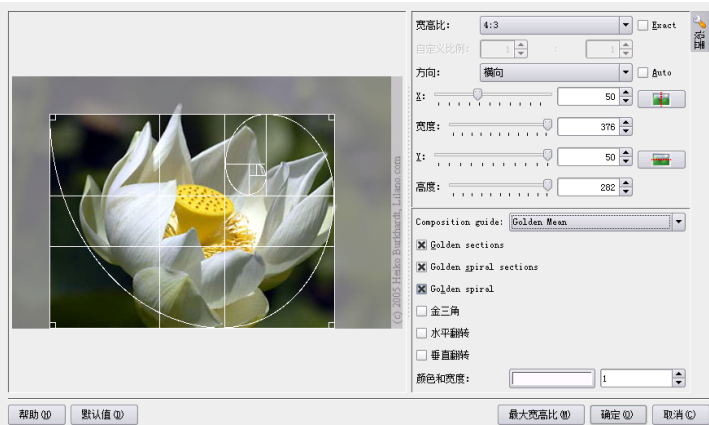 宽高比: 4:3 Exact
自定义比例: 1 : 1
方向: 横向 Auto
X: 50
宽度: 376
Y: 50
高度: 282
Composition guide: Golden Mean
Golden sections
Golden spiral sections
Golden spiral
金三角
水平翻转
垂直翻转
颜色和宽度: 1
设置
(c) 2005 Heiko Burkhardt, Lilano.com
帮助(H) 默认值(D) 最大宽高比(M) 确定(O) 取消(C)